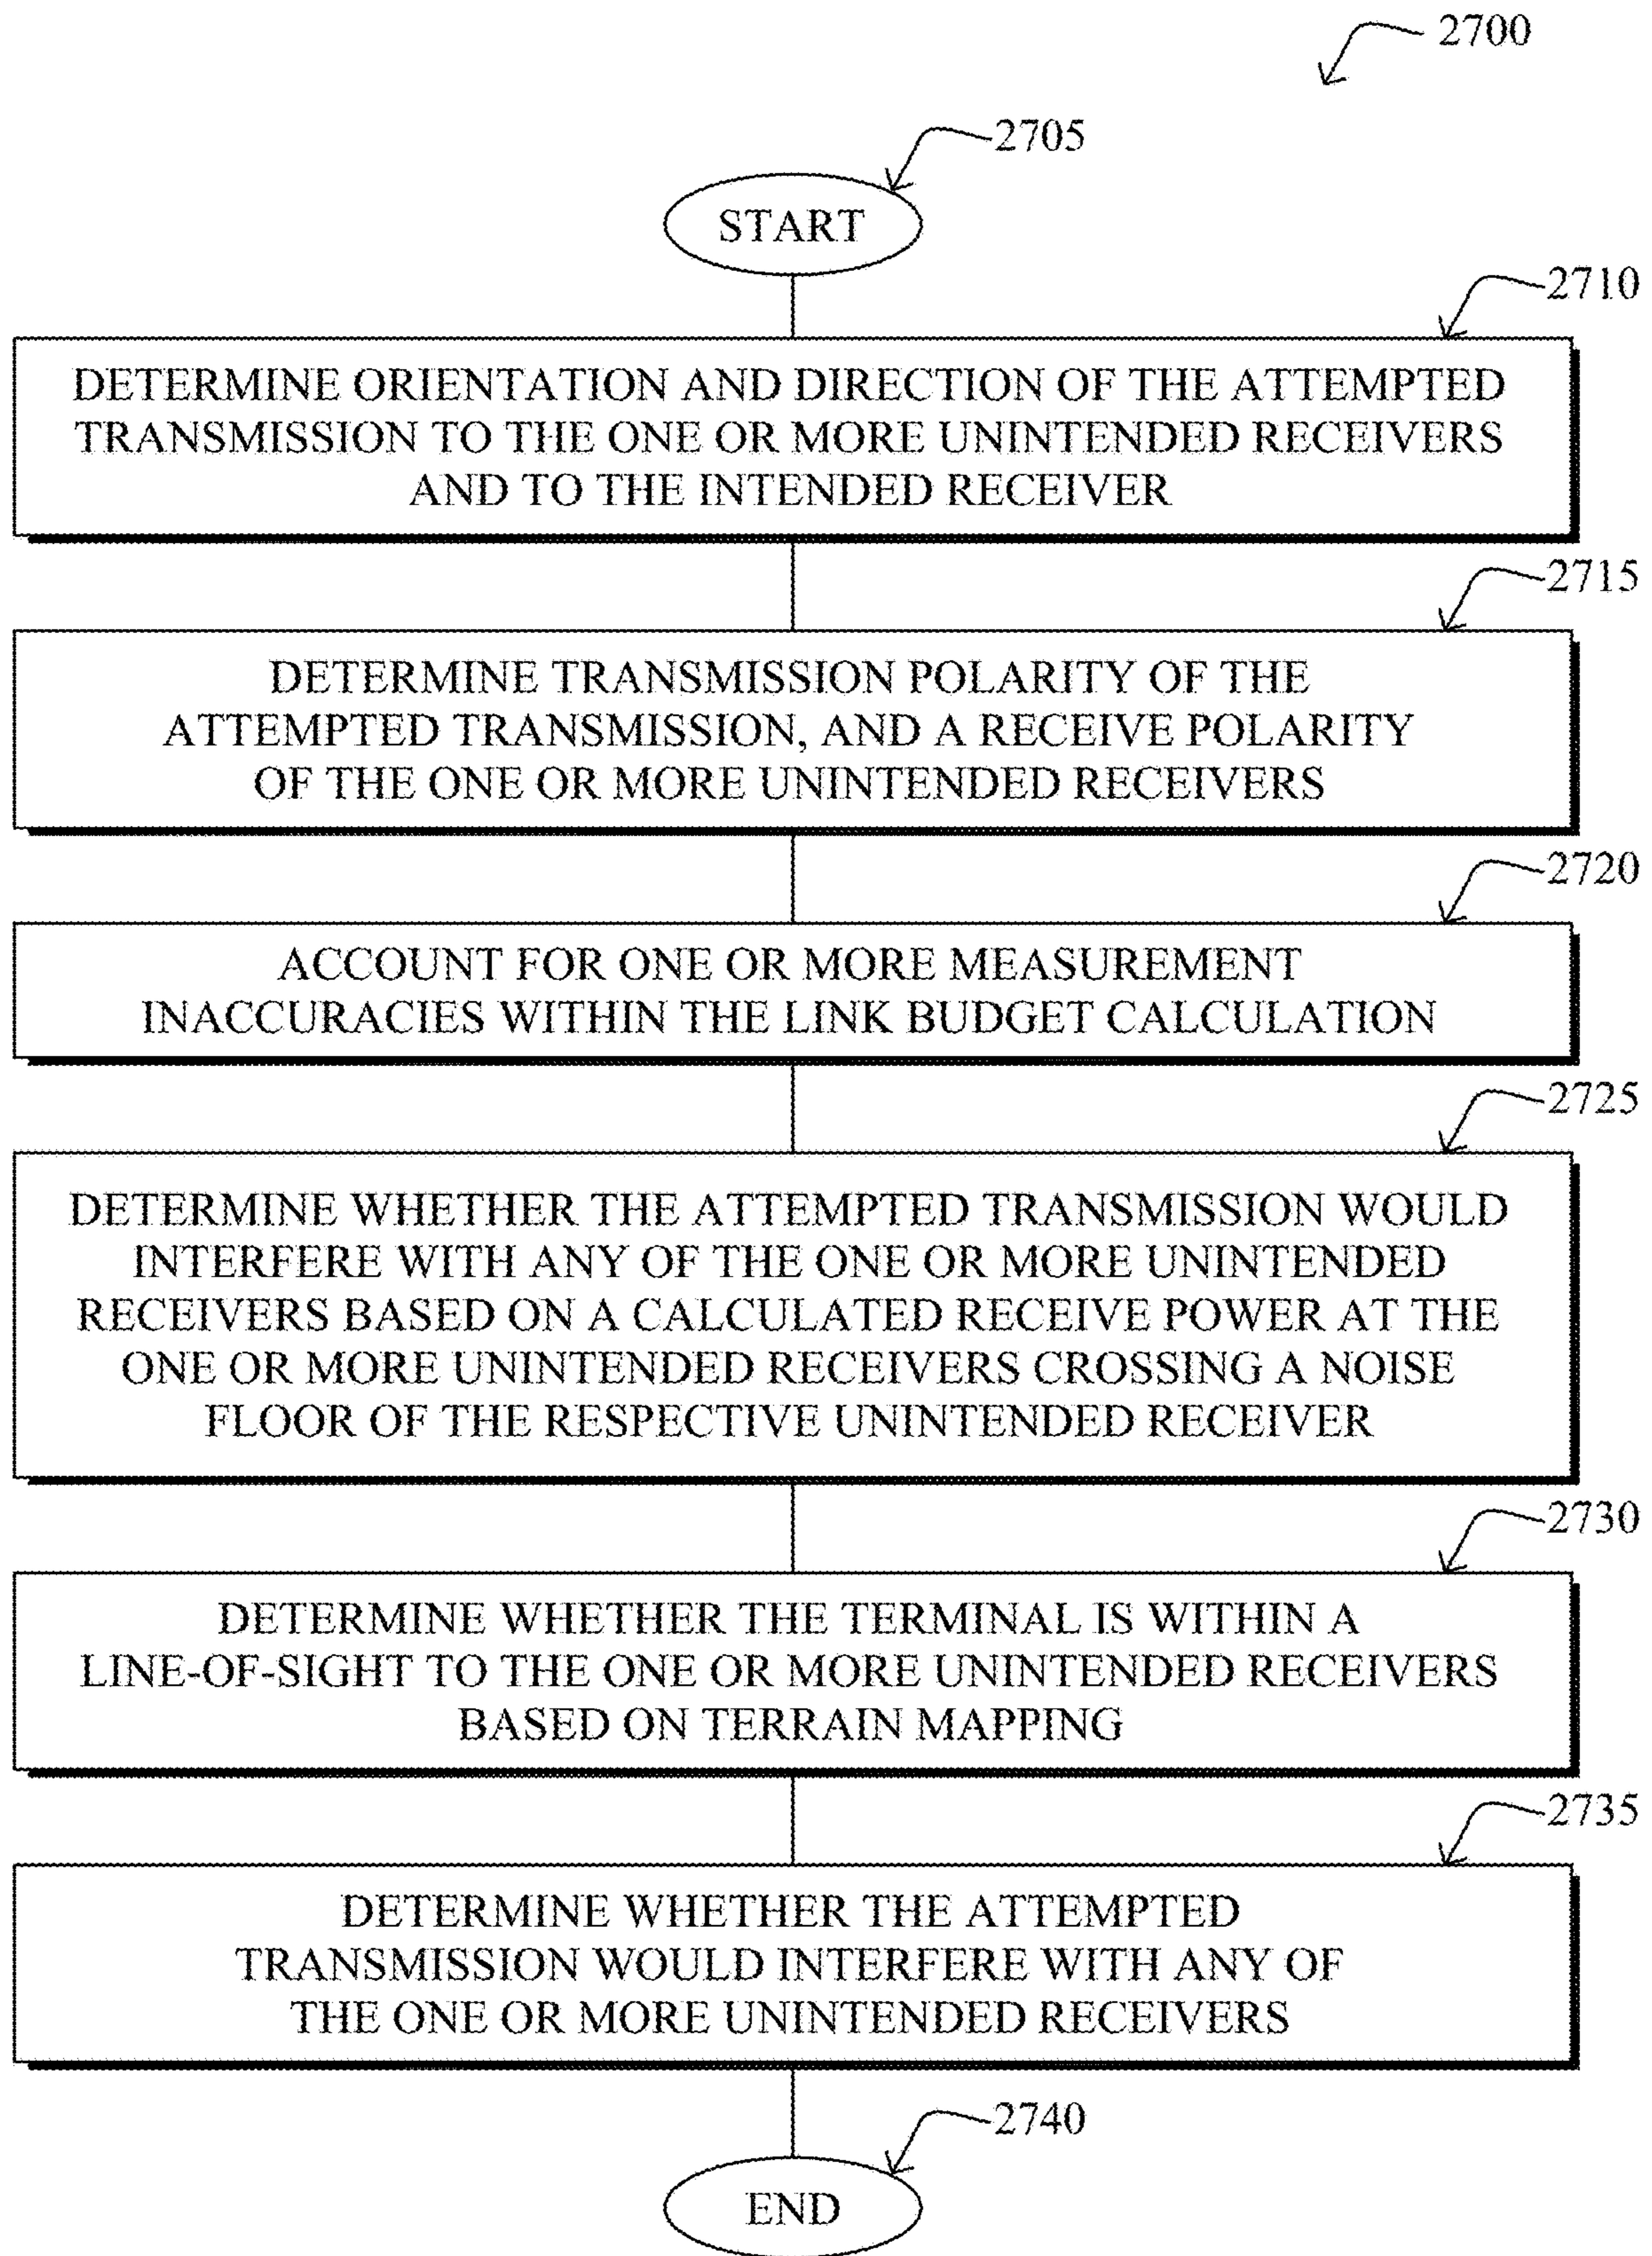 2700
2705
START
2710
DETERMINE ORIENTATION AND DIRECTION OF THE ATTEMPTED
TRANSMISSION TO THE ONE OR MORE UNINTENDED RECEIVERS
AND TO THE INTENDED RECEIVER
2715
DETERMINE TRANSMISSION POLARITY OF THE
ATTEMPTED TRANSMISSION, AND A RECEIVE POLARITY
OF THE ONE OR MORE UNINTENDED RECEIVERS
2720
ACCOUNT FOR ONE OR MORE MEASUREMENT
INACCURACIES WITHIN THE LINK BUDGET CALCULATION
2725
DETERMINE WHETHER THE ATTEMPTED TRANSMISSION WOULD
INTERFERE WITH ANY OF THE ONE OR MORE UNINTENDED
RECEIVERS BASED ON A CALCULATED RECEIVE POWER AT THE
ONE OR MORE UNINTENDED RECEIVERS CROSSING A NOISE
FLOOR OF THE RESPECTIVE UNINTENDED RECEIVER
2730
DETERMINE WHETHER THE TERMINAL IS WITHIN A
LINE-OF-SIGHT TO THE ONE OR MORE UNINTENDED RECEIVERS
BASED ON TERRAIN MAPPING
2735
DETERMINE WHETHER THE ATTEMPTED
TRANSMISSION WOULD INTERFERE WITH ANY OF
THE ONE OR MORE UNINTENDED RECEIVERS
2740
END